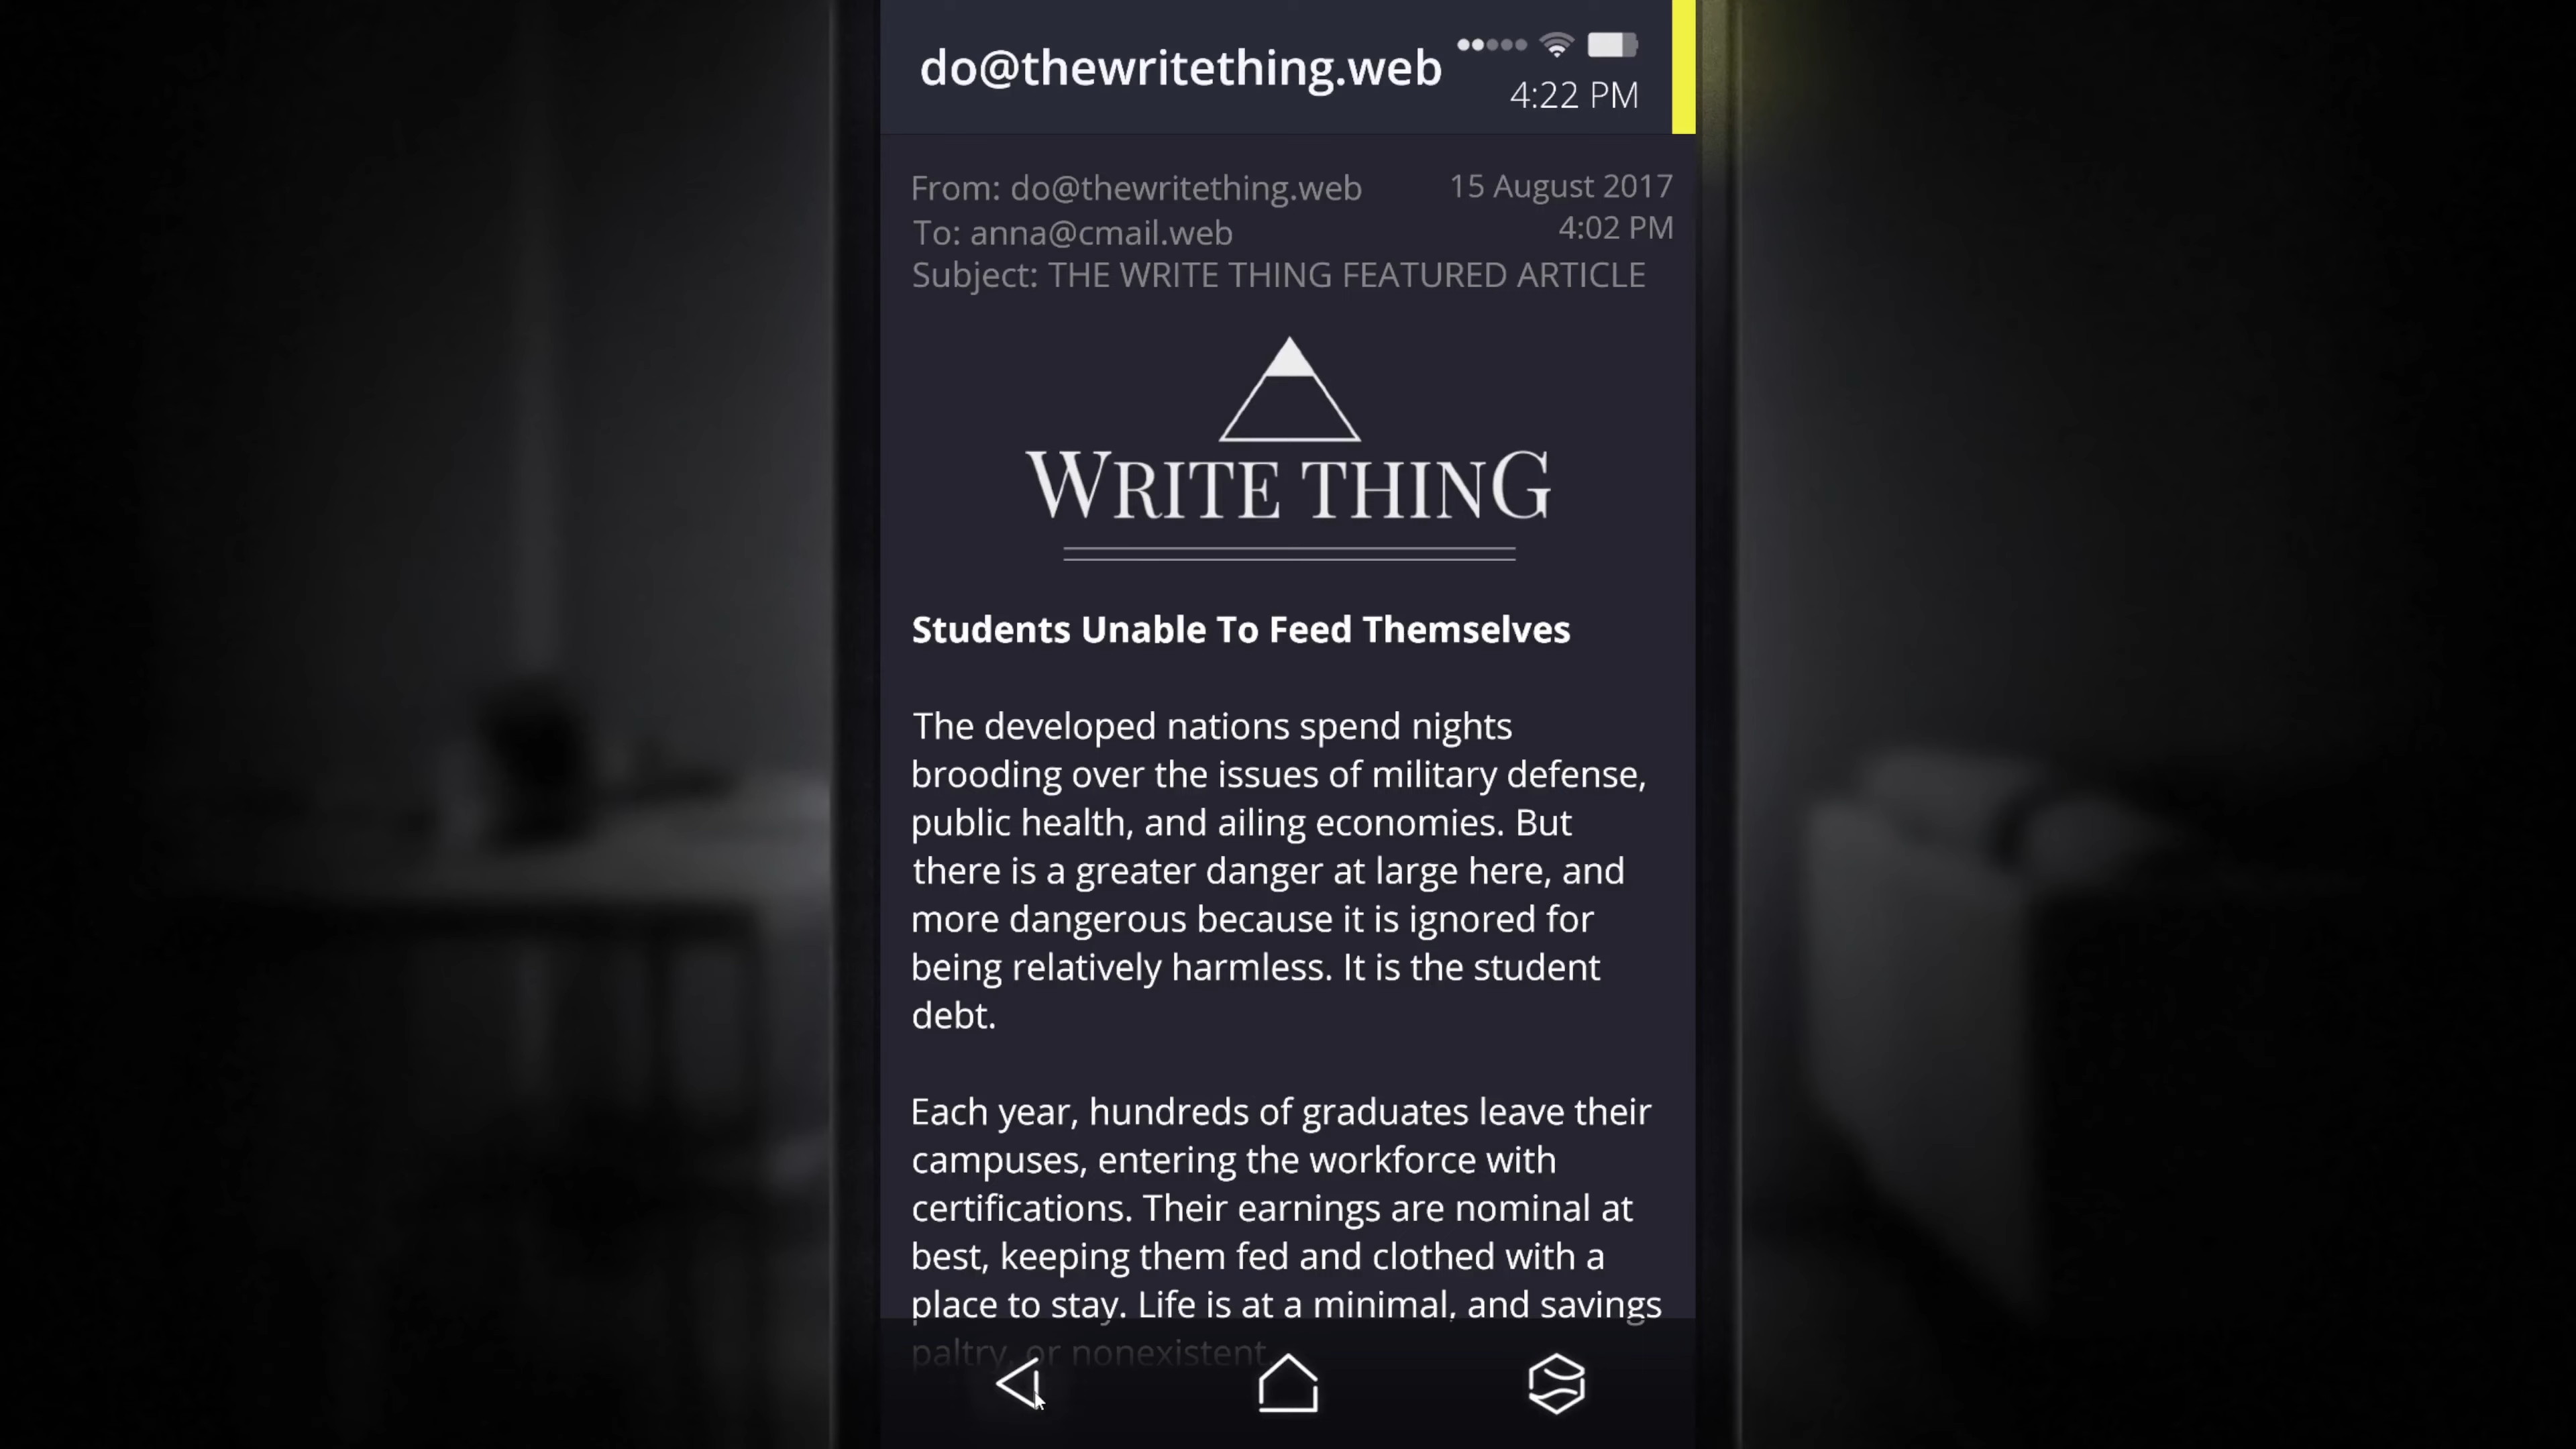 do@thewritething.web
4:22 PM
From: do@thewritething.web
15 August 2017
To: anna@cmail.web
4:02 PM
Subject: THE WRITE THING FEATURED ARTICLE
WRITE THING
Students Unable To Feed Themselves
The developed nations spend nights
brooding over the issues of military defense,
public health, and ailing economies. But
there is a greater danger at large here, and
more dangerous because it is ignored for
being relatively harmless. It is the student
debt.
Each year, hundreds of graduates leave their
campuses, entering the workforce with
certifications. Their earnings are nominal at
best, keeping them fed and clothed with a
place to stay. Life is at a minimal, and savings
paltry, or nonexistent.